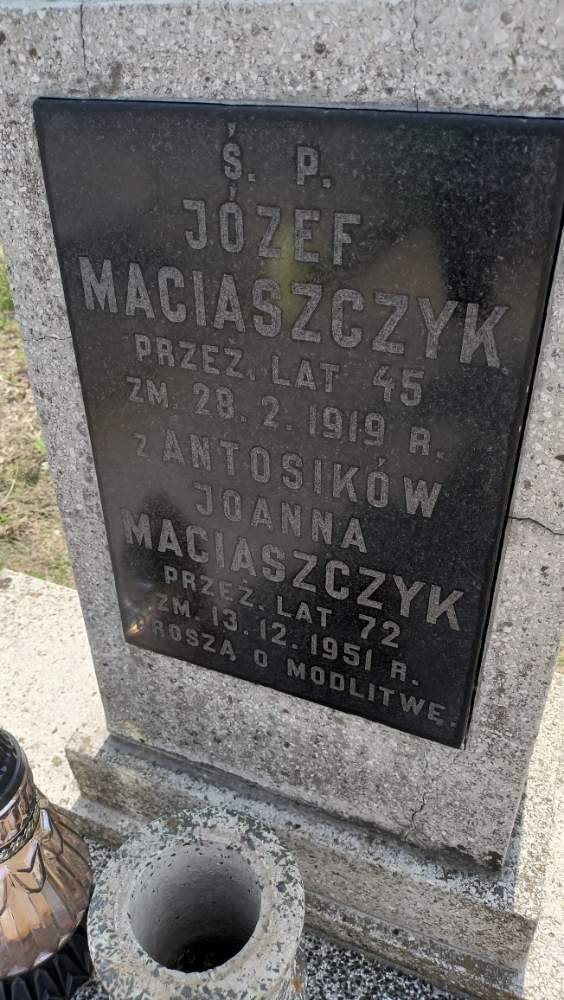 Ś. P.
JÓZEF
MACIASZCZYK
PRZEŻ. LAT 45
ZM. 28. 2. 1919 R.
z ANTOSIKÓW
JOANNA
MACIASZCZYK
PRZEŻ. LAT 72
ZM. 13. 12. 1951 R.
PROSZĄ O MODLITWĘ.